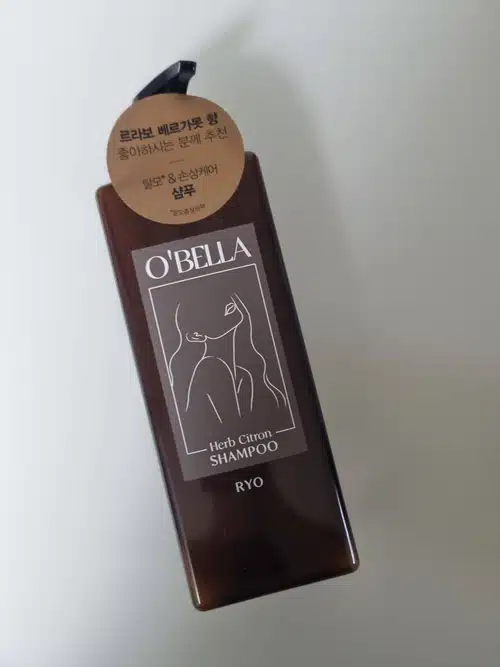 르라보 베르가못 향
좋아하시는 분께 추천
탈모* & 손상케어
샴푸
O'BELLA
Herb Citron
SHAMPOO
RYO